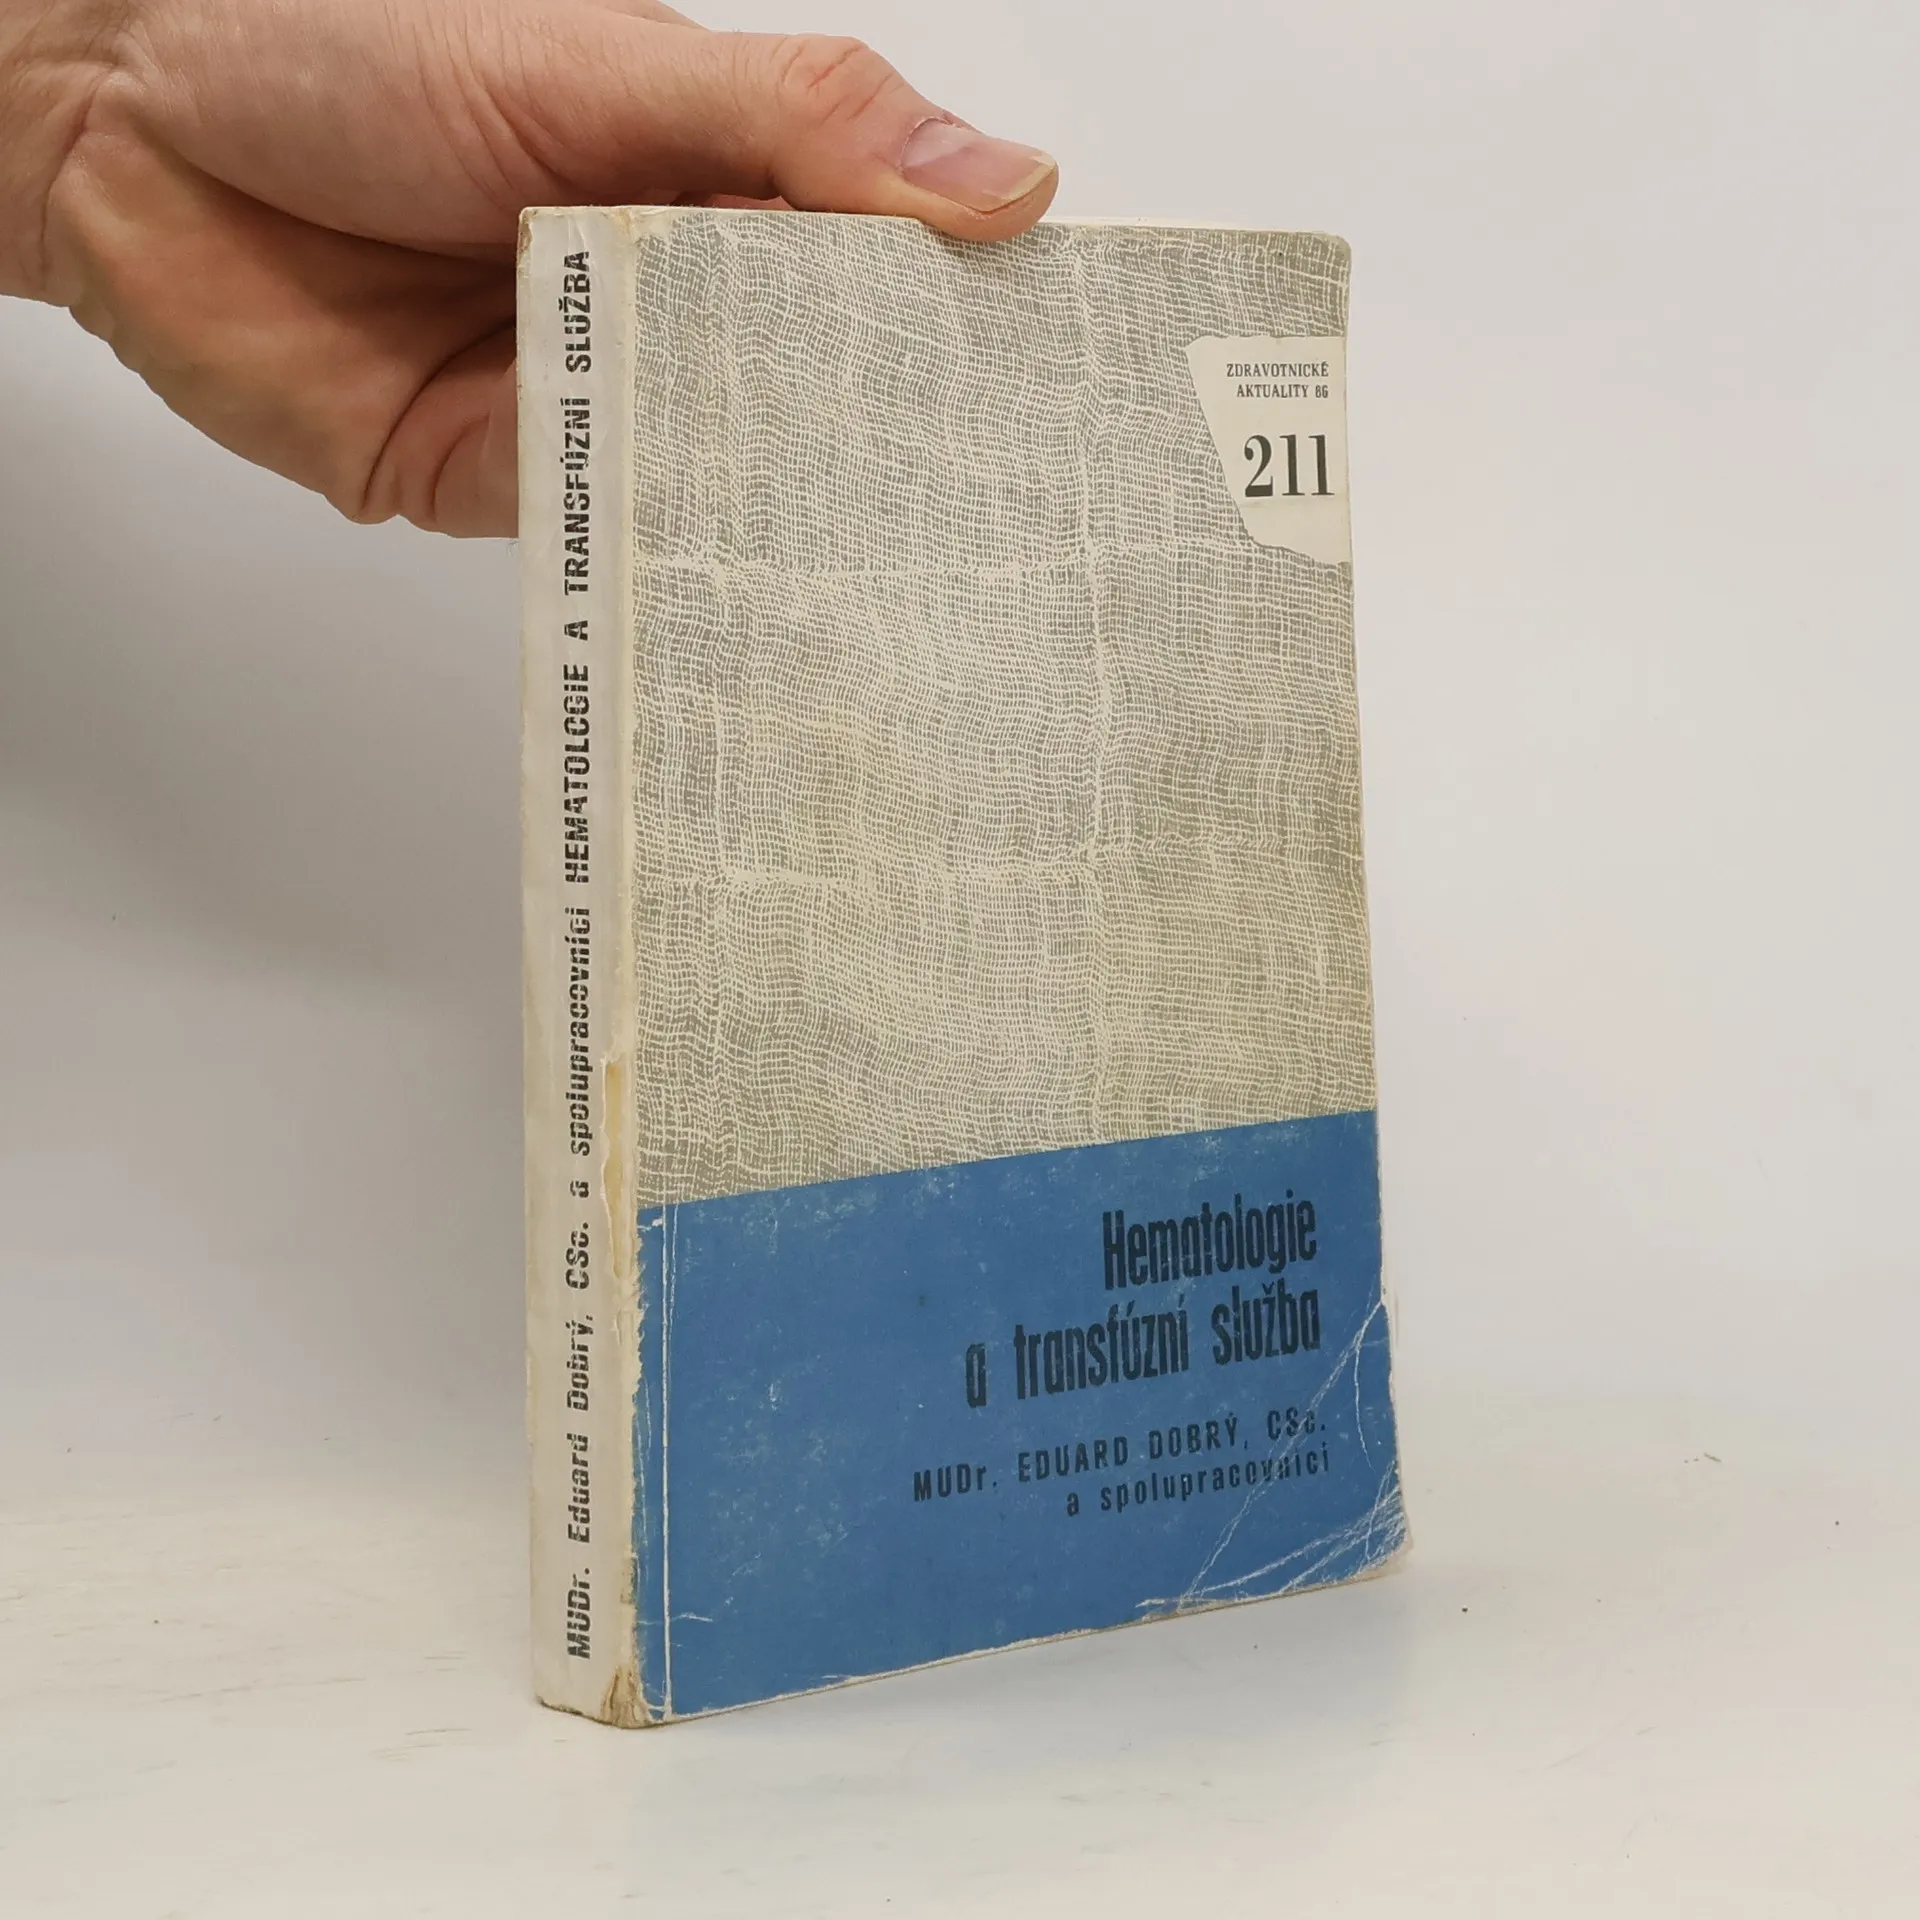 MUDr. Eduard Dobrý, CSc. a spolupracovníci HEMATOLOGIE A TRANSFÚZNÍ SLUŽBA
ZDRAVOTNICKÉ
AKTUALITY 86
211
Hematologie
a transfúzní služba
MUDr. EDUARD DOBRÝ, CSc.
a spolupracovníci